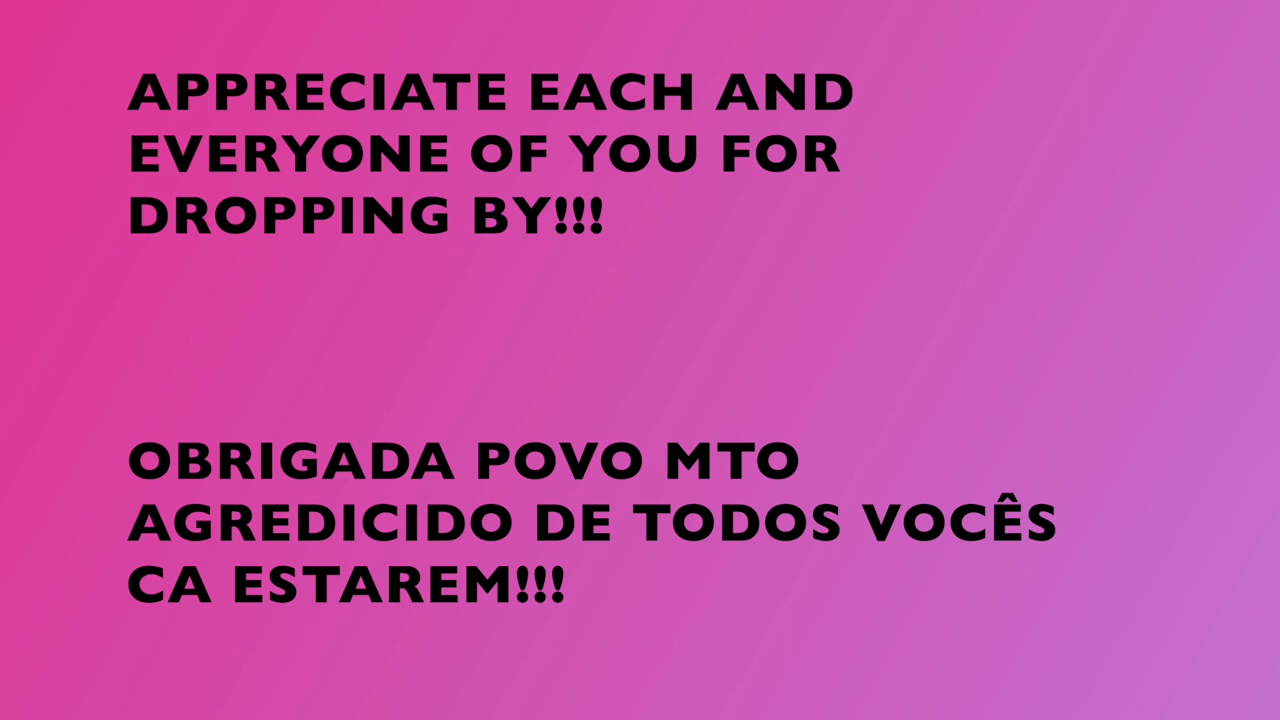 APPRECIATE EACH AND
EVERYONE OF YOU FOR
DROPPING BY!!!
OBRIGADA POVO MTO
AGREDICIDO DE TODOS VOCÊS
CA ESTAREM!!!